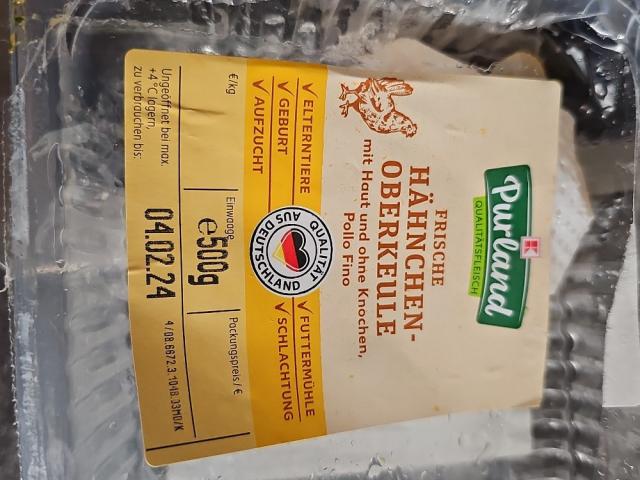 Purland
QUALITÄTSFLEISCH
FRISCHE
HÄHNCHEN-
OBERKEULE
mit Haut und ohne Knochen,
Pollo Fino
✓ ELTERNTIERE
✓ GEBURT
✓ AUFZUCHT
QUALITÄT
AUS DEUTSCHLAND
✓ FUTTERMÜHLE
✓ SCHLACHTUNG
€/kg
Einwaage
e500g
Packungspreis/€
Ungeöffnet bei max.
+4°C lagern,
zu verbrauchen bis:
04.02.24